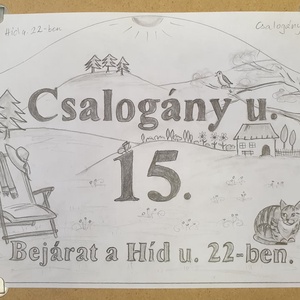 Híd u. 22-ben
Csalogány
Csalogány u.
15.
Bejárat a Híd u. 22-ben.